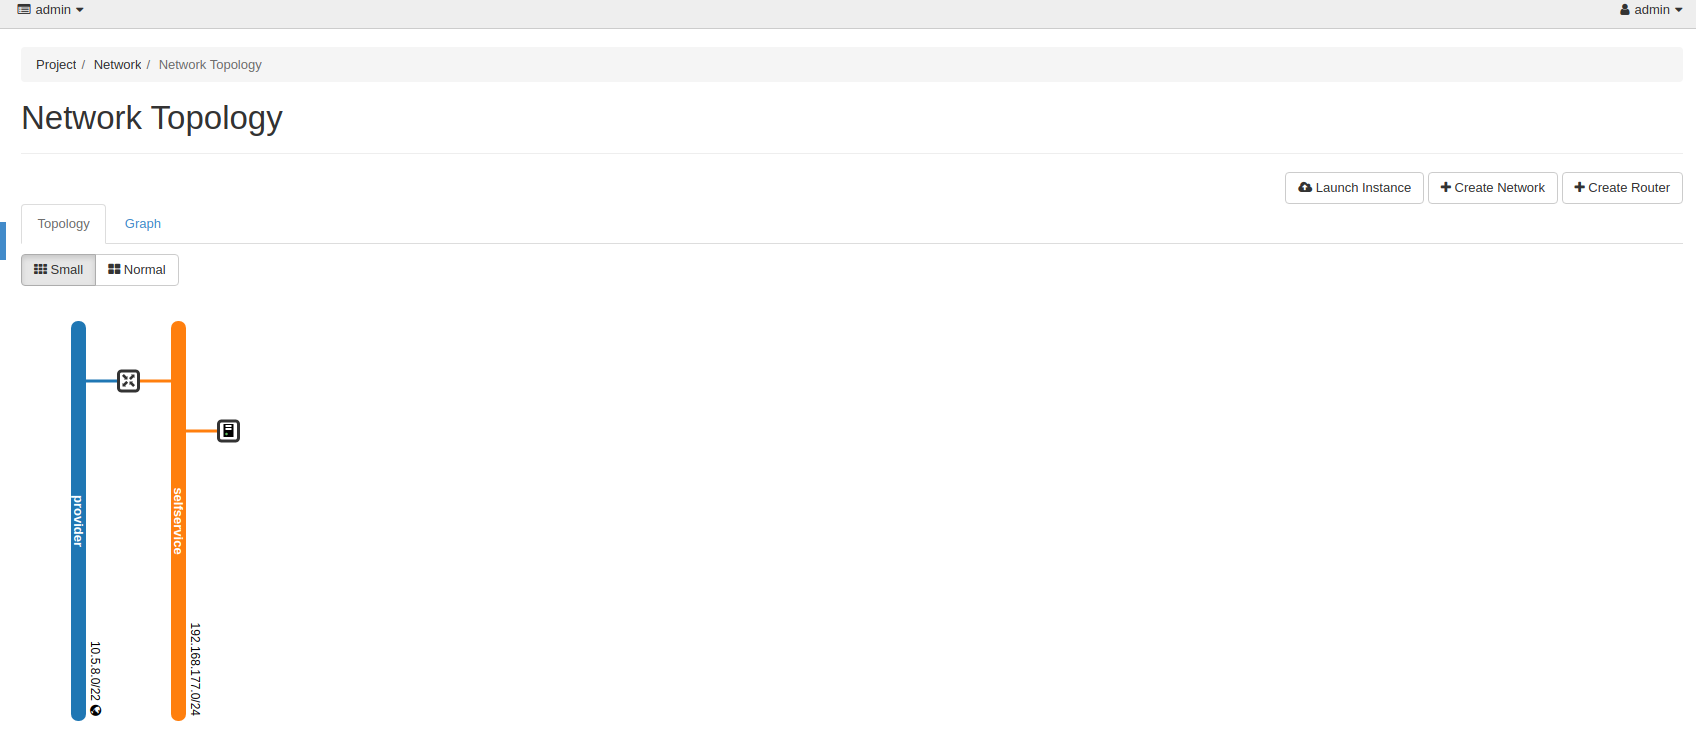 admin
admin
Project / Network / Network Topology
Network Topology
Launch Instance
Create Network
Create Router
Topology
Graph
Small
Normal
provider
10.5.8.0/22
selfservice
192.168.177.0/24